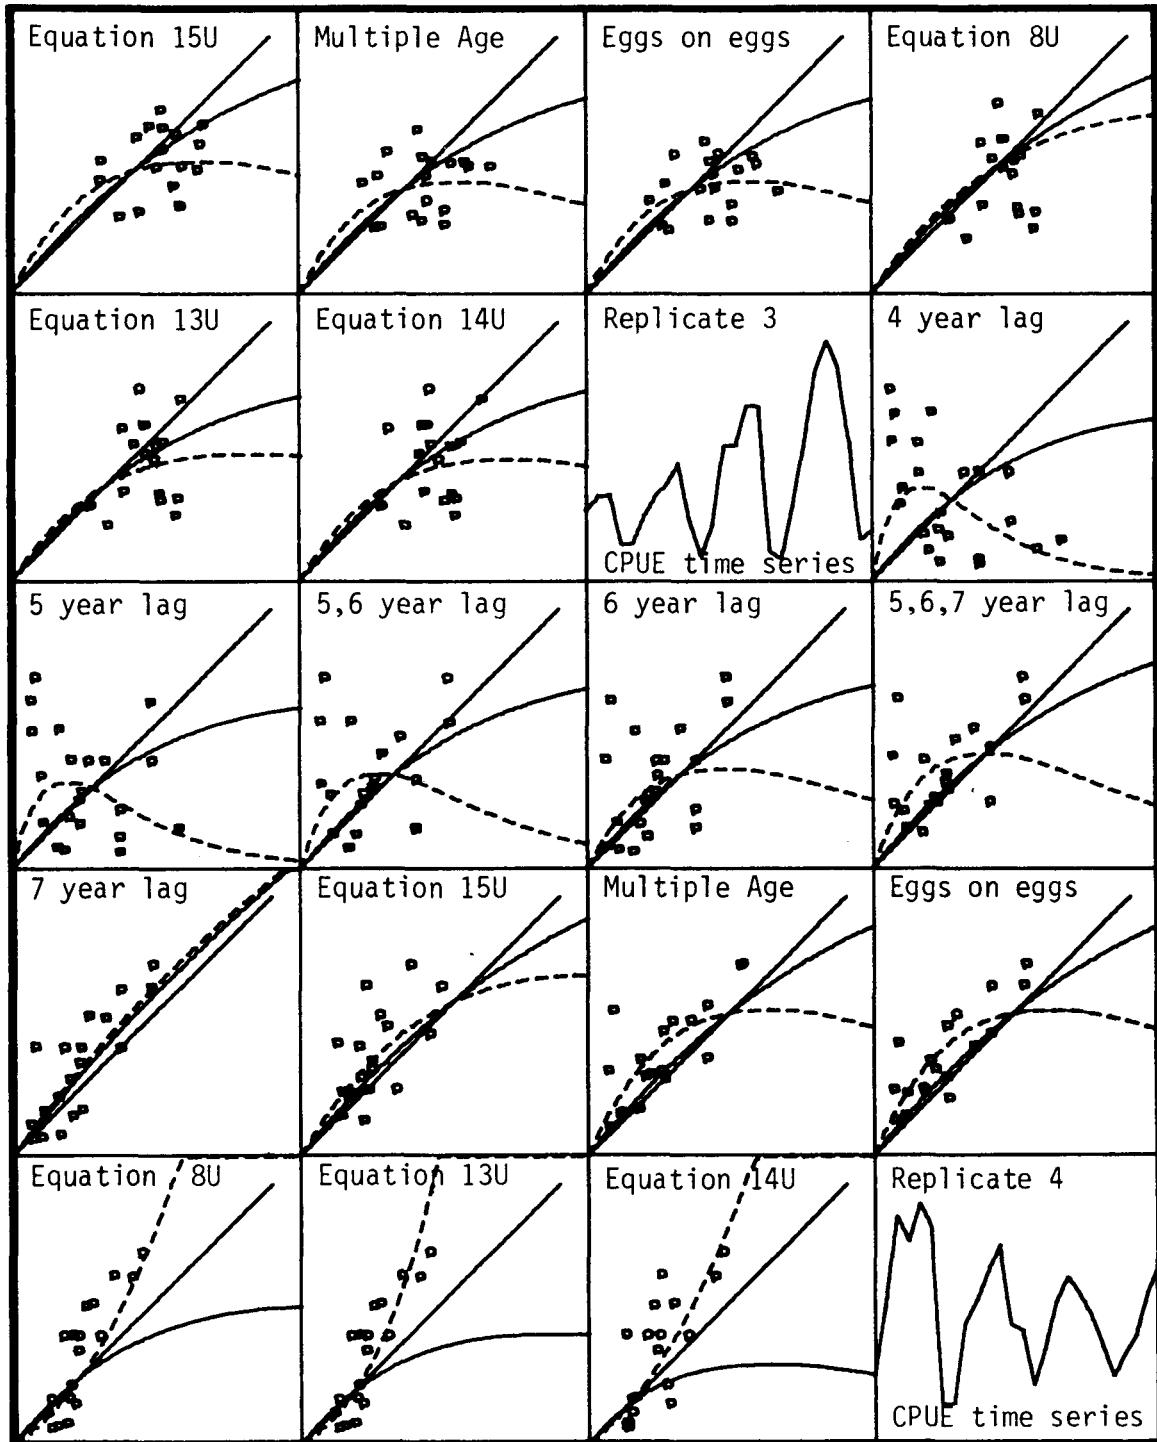 Equation 15U
Multiple Age
Eggs on eggs
Equation 8U
Equation 13U
Equation 14U
Replicate 3
CPUE time series
4 year lag
5 year lag
5,6 year lag
6 year lag
5,6,7 year lag
7 year lag
Equation 15U
Multiple Age
Eggs on eggs
Equation 8U
Equation 13U
Equation 14U
Replicate 4
CPUE time series